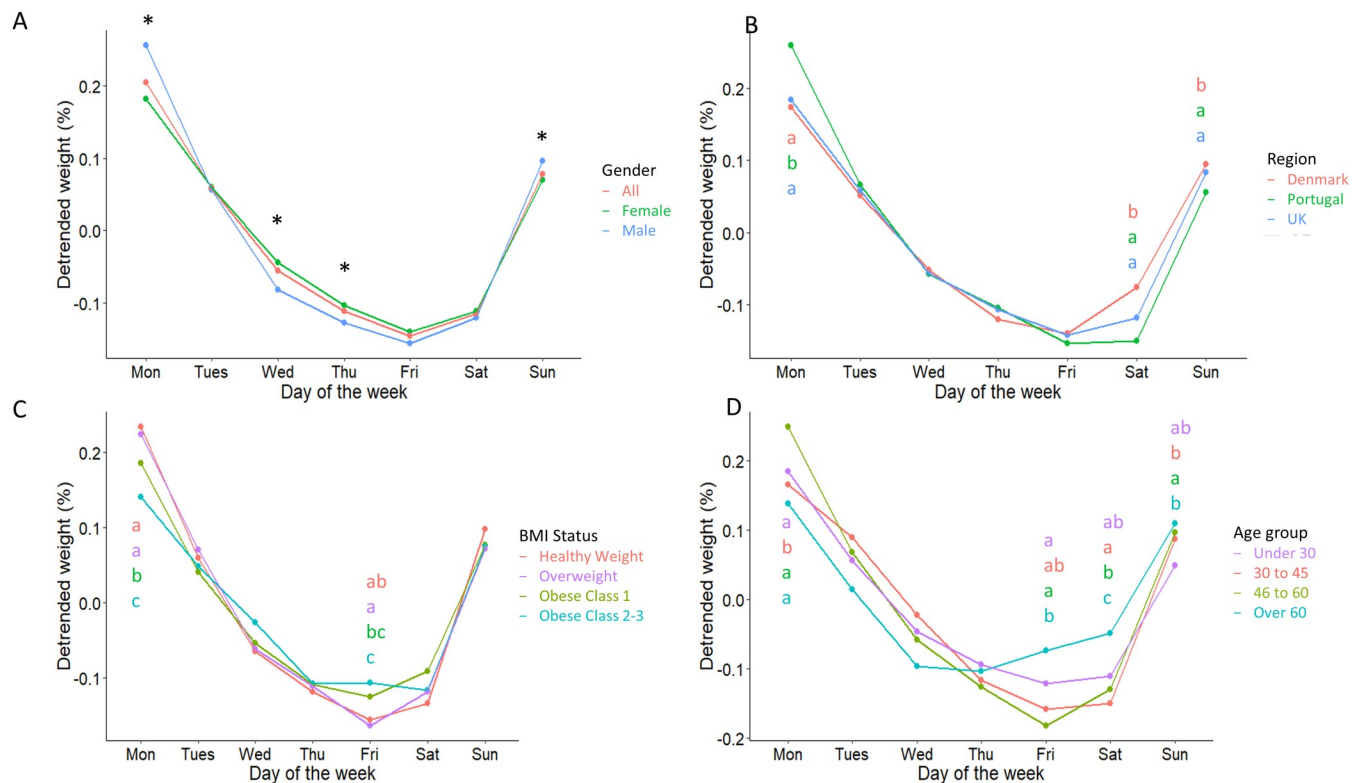 A
*
*
*
*
0.2
0.1
0.0
-0.1
Detrended weight (%)
Mon Tues Wed Thu Fri Sat Sun
Day of the week
Gender
All
Female
Male
B
0.2
0.1
0.0
-0.1
Detrended weight (%)
a
b
a
b
a
a
b
a
a
Mon Tues Wed Thu Fri Sat Sun
Day of the week
Region
Denmark
Portugal
UK
C
0.2
0.1
0.0
-0.1
Detrended weight (%)
a
a
b
c
ab
a
bc
c
Mon Tues Wed Thu Fri Sat Sun
Day of the week
BMI Status
Healthy Weight
Overweight
Obese Class 1
Obese Class 2-3
D
0.2
0.1
0.0
-0.1
-0.2
Detrended weight (%)
a
b
a
a
a
ab
a
b
ab
a
b
c
ab
b
a
b
Mon Tues Wed Thu Fri Sat Sun
Day of the week
Age group
Under 30
30 to 45
46 to 60
Over 60